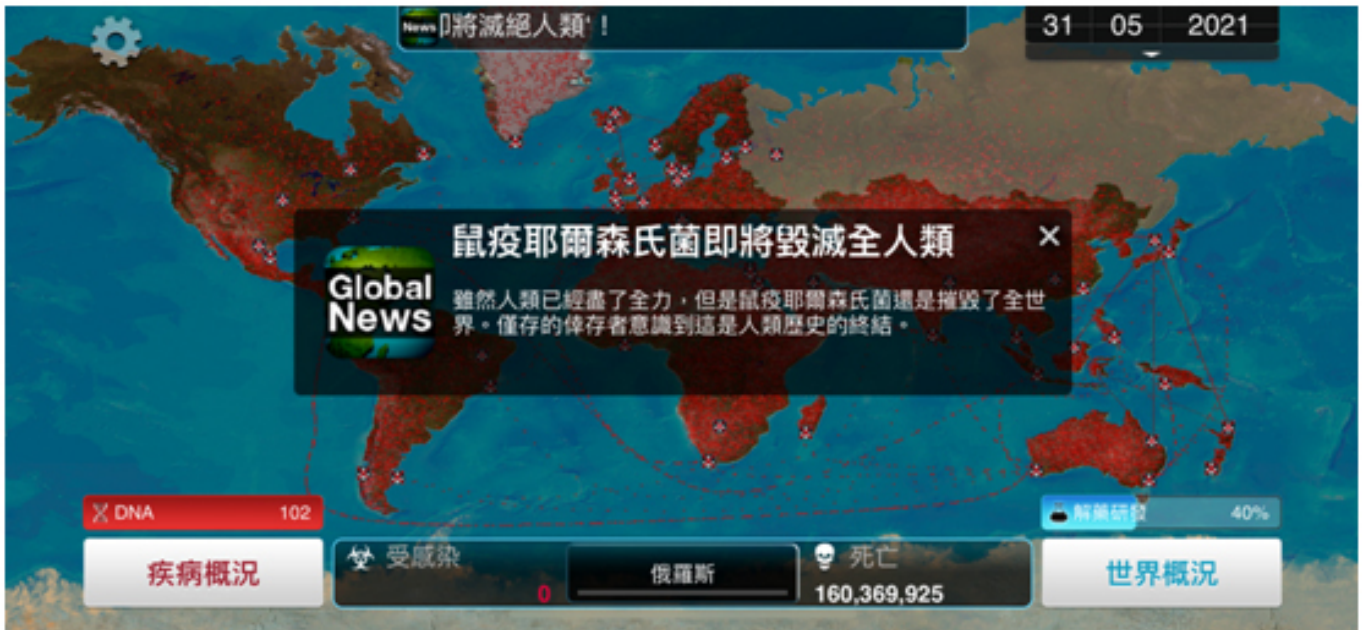 News 即將滅絕人類'！
31 05 2021
鼠疫耶爾森氏菌即將毀滅全人類
Global
News
雖然人類已經盡了全力，但是鼠疫耶爾森氏菌還是摧毀了全世
界。僅存的倖存者意識到這是人類歷史的終結。
DNA 102
解藥研發 40%
疾病概況
受感染
0
俄羅斯
死亡
160,369,925
世界概況